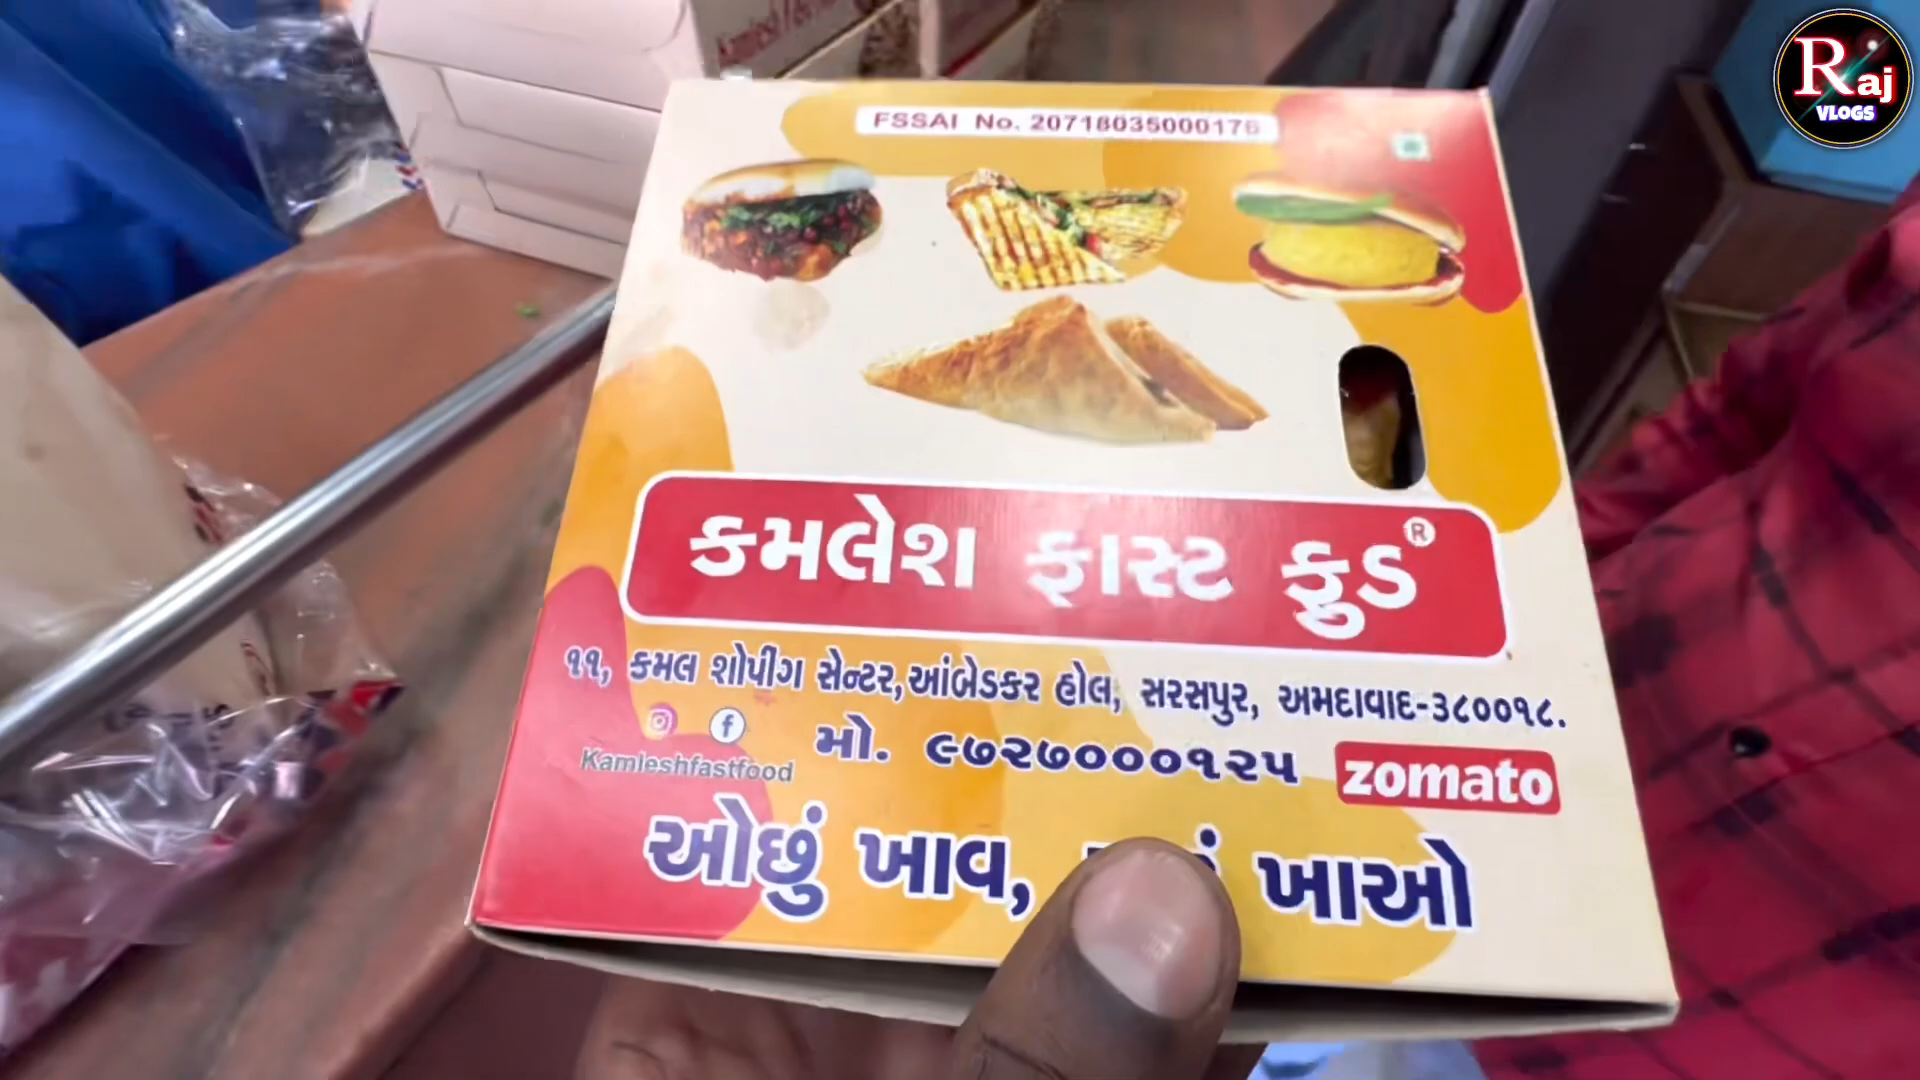 Raj
VLOGS
FSSAI No. 20718035000176
કમલેશ ફાસ્ટ ફુડ®
૧૧, કમલ શોપીંગ સેન્ટર, આંબેડકર હોલ, સરસપુર, અમદાવાદ-૩૮૦૦૧૮.
મો. ૯૭૨૭૦૦૦૧૨૫
f
Kamleshfastfood
zomato
ઓછું ખાવ, ખાઓ